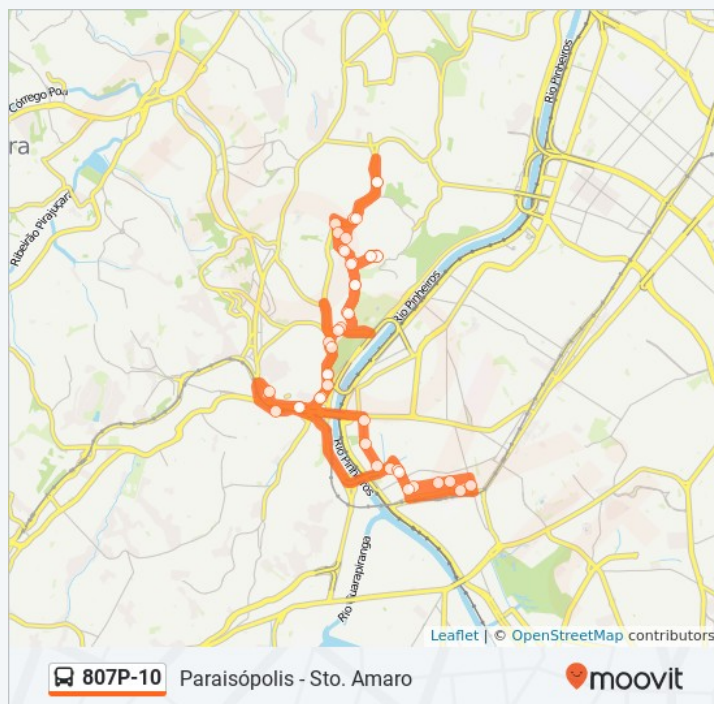 Rio Pinheiros
Córrego Po
ra
Ribeirão Pirajuçara
Rio Pinheiros
Rio Pinheiros
Rio Guarapiranga
Leaflet | © OpenStreetMap contributors
807P-10 Paraisópolis - Sto. Amaro
moovit